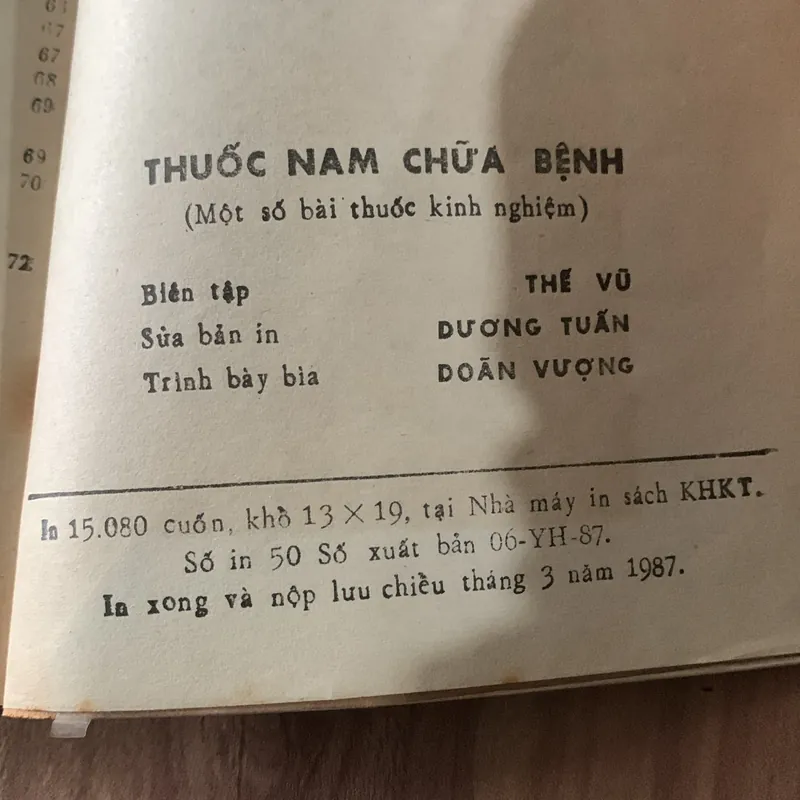 67
67
68
69
69
70
72
THUỐC NAM CHỮA BỆNH
(Một số bài thuốc kinh nghiệm)
Biên tập THẾ VŨ
Sửa bản in DƯƠNG TUẤN
Trình bày bìa DOÃN VƯỢNG
In 15.080 cuốn, khổ 13 × 19, tại Nhà máy in sách KHKT.
Số in 50 Số xuất bản 06-YH-87.
In xong và nộp lưu chiều tháng 3 năm 1987.